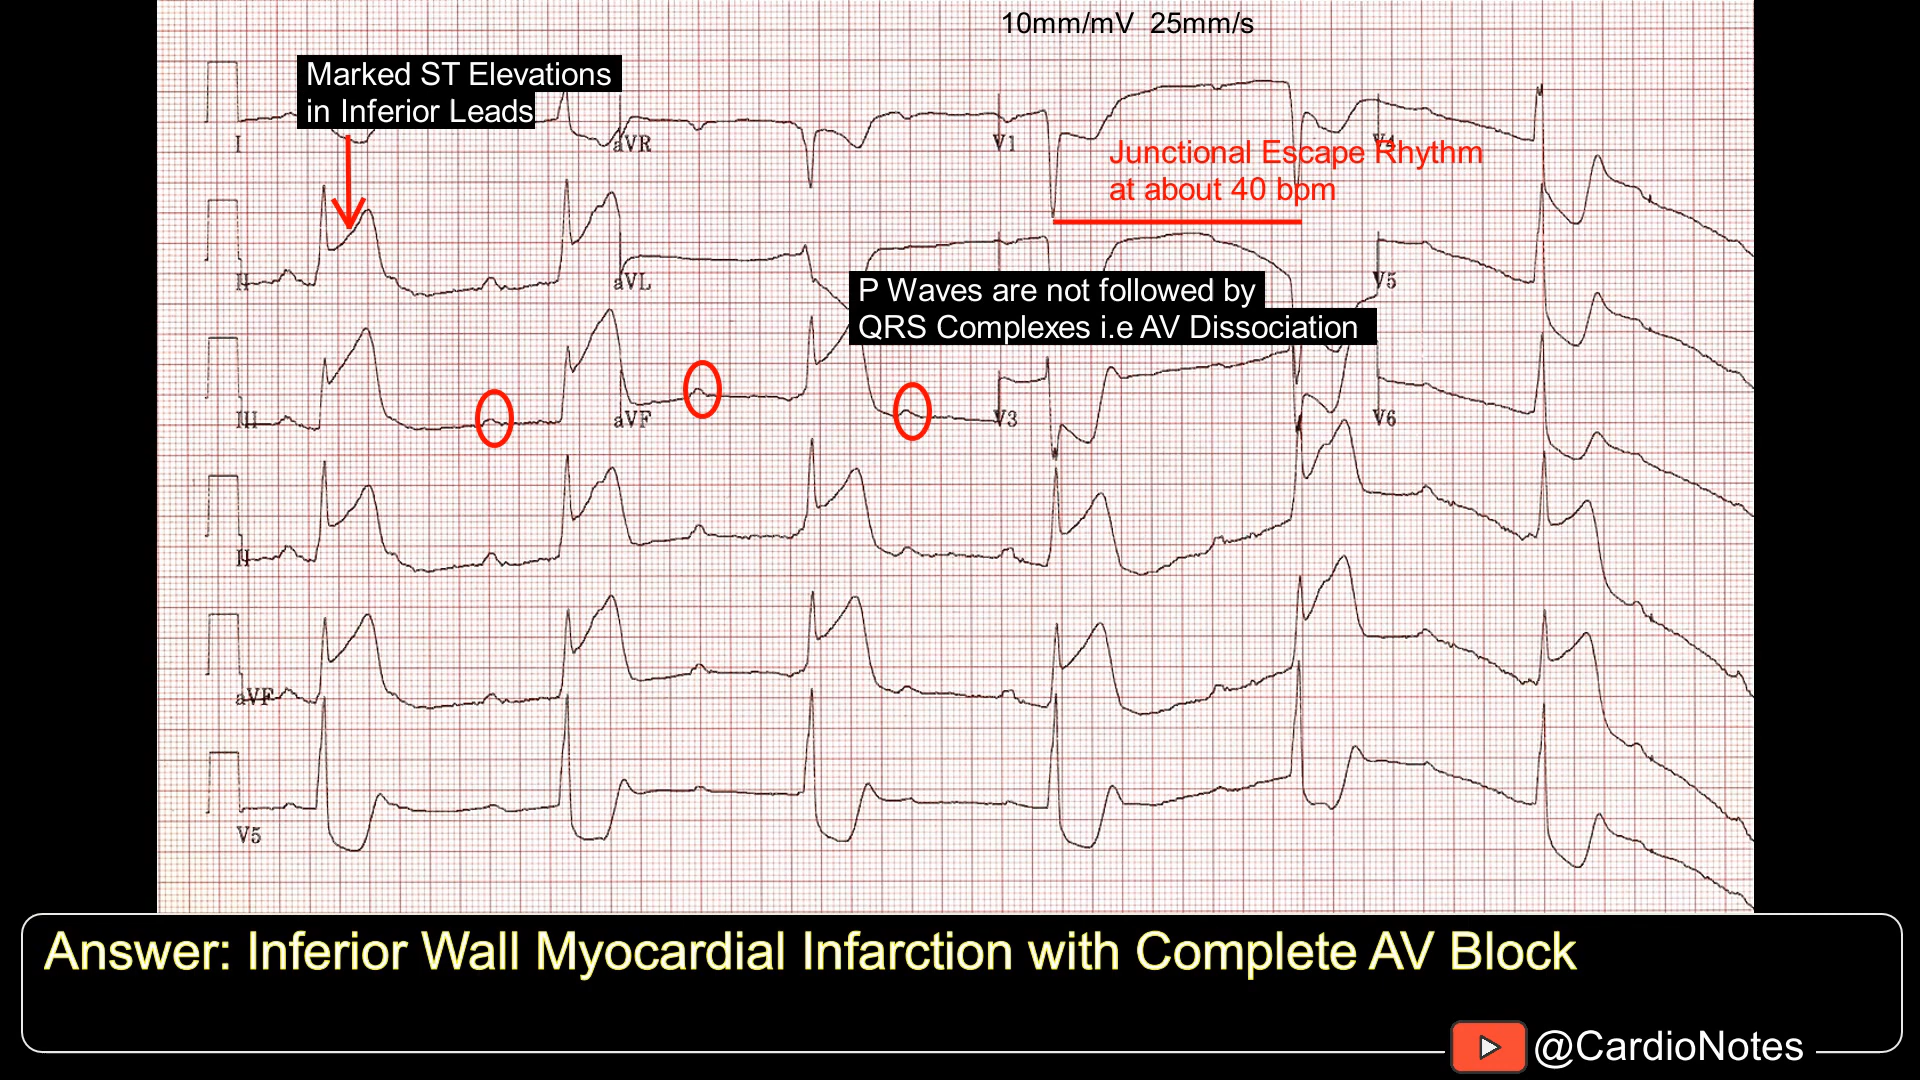 10mm/mV 25mm/s
Marked ST Elevations
in Inferior Leads
I
aVR
V1
V4
Junctional Escape Rhythm
at about 40 bpm
II
aVL
V5
P Waves are not followed by
QRS Complexes i.e AV Dissociation
III
aVF
V3
V6
II
aVF
V5
Answer: Inferior Wall Myocardial Infarction with Complete AV Block
@CardioNotes